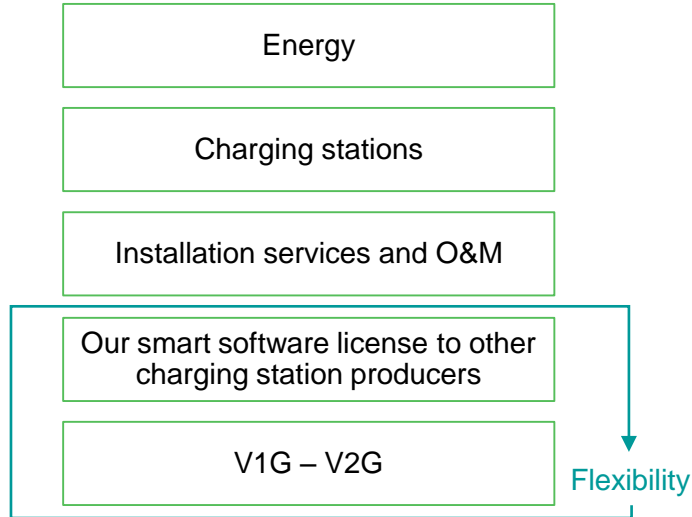 Energy
Charging stations
Installation services and O&M
Our smart software license to other
charging station producers
V1G – V2G
Flexibility